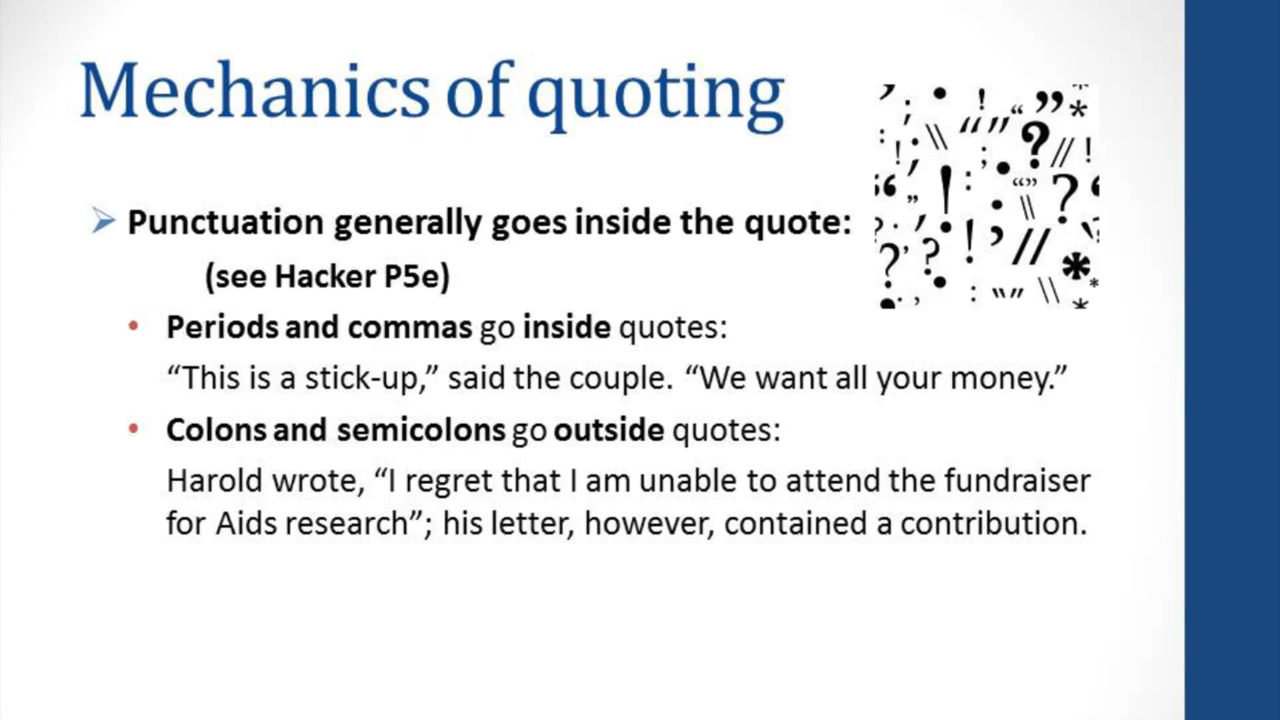 Mechanics of quoting
Punctuation generally goes inside the quote:
(see Hacker P5e)
• Periods and commas go inside quotes:
“This is a stick-up,” said the couple. “We want all your money.”
• Colons and semicolons go outside quotes:
Harold wrote, “I regret that I am unable to attend the fundraiser
for Aids research”; his letter, however, contained a contribution.